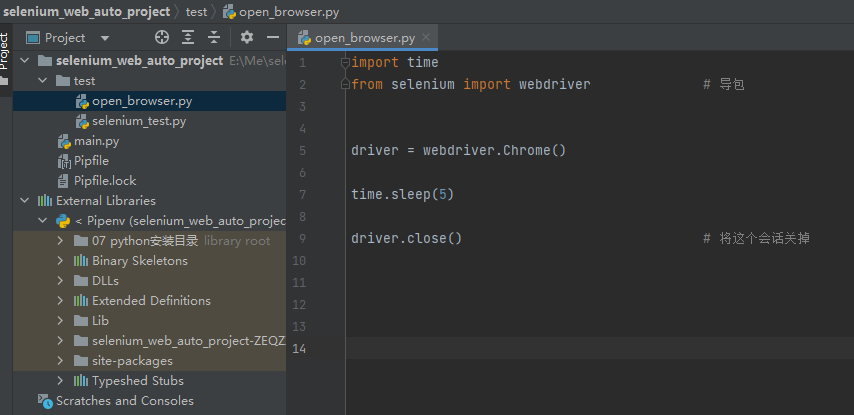 selenium_web_auto_project > test > open_browser.py
Project
Project
open_browser.py
selenium_web_auto_project E:\Me\sel
test
open_browser.py
selenium_test.py
main.py
Pipfile
Pipfile.lock
External Libraries
< Pipenv (selenium_web_auto_projec
07 python安装目录 library root
Binary Skeletons
DLLs
Extended Definitions
Lib
selenium_web_auto_project-ZEQZ
site-packages
Typeshed Stubs
Scratches and Consoles
1 import time
2 from selenium import webdriver # 导包
3
4
5 driver = webdriver.Chrome()
6
7 time.sleep(5)
8
9 driver.close() # 将这个会话关掉
10
11
12
13
14